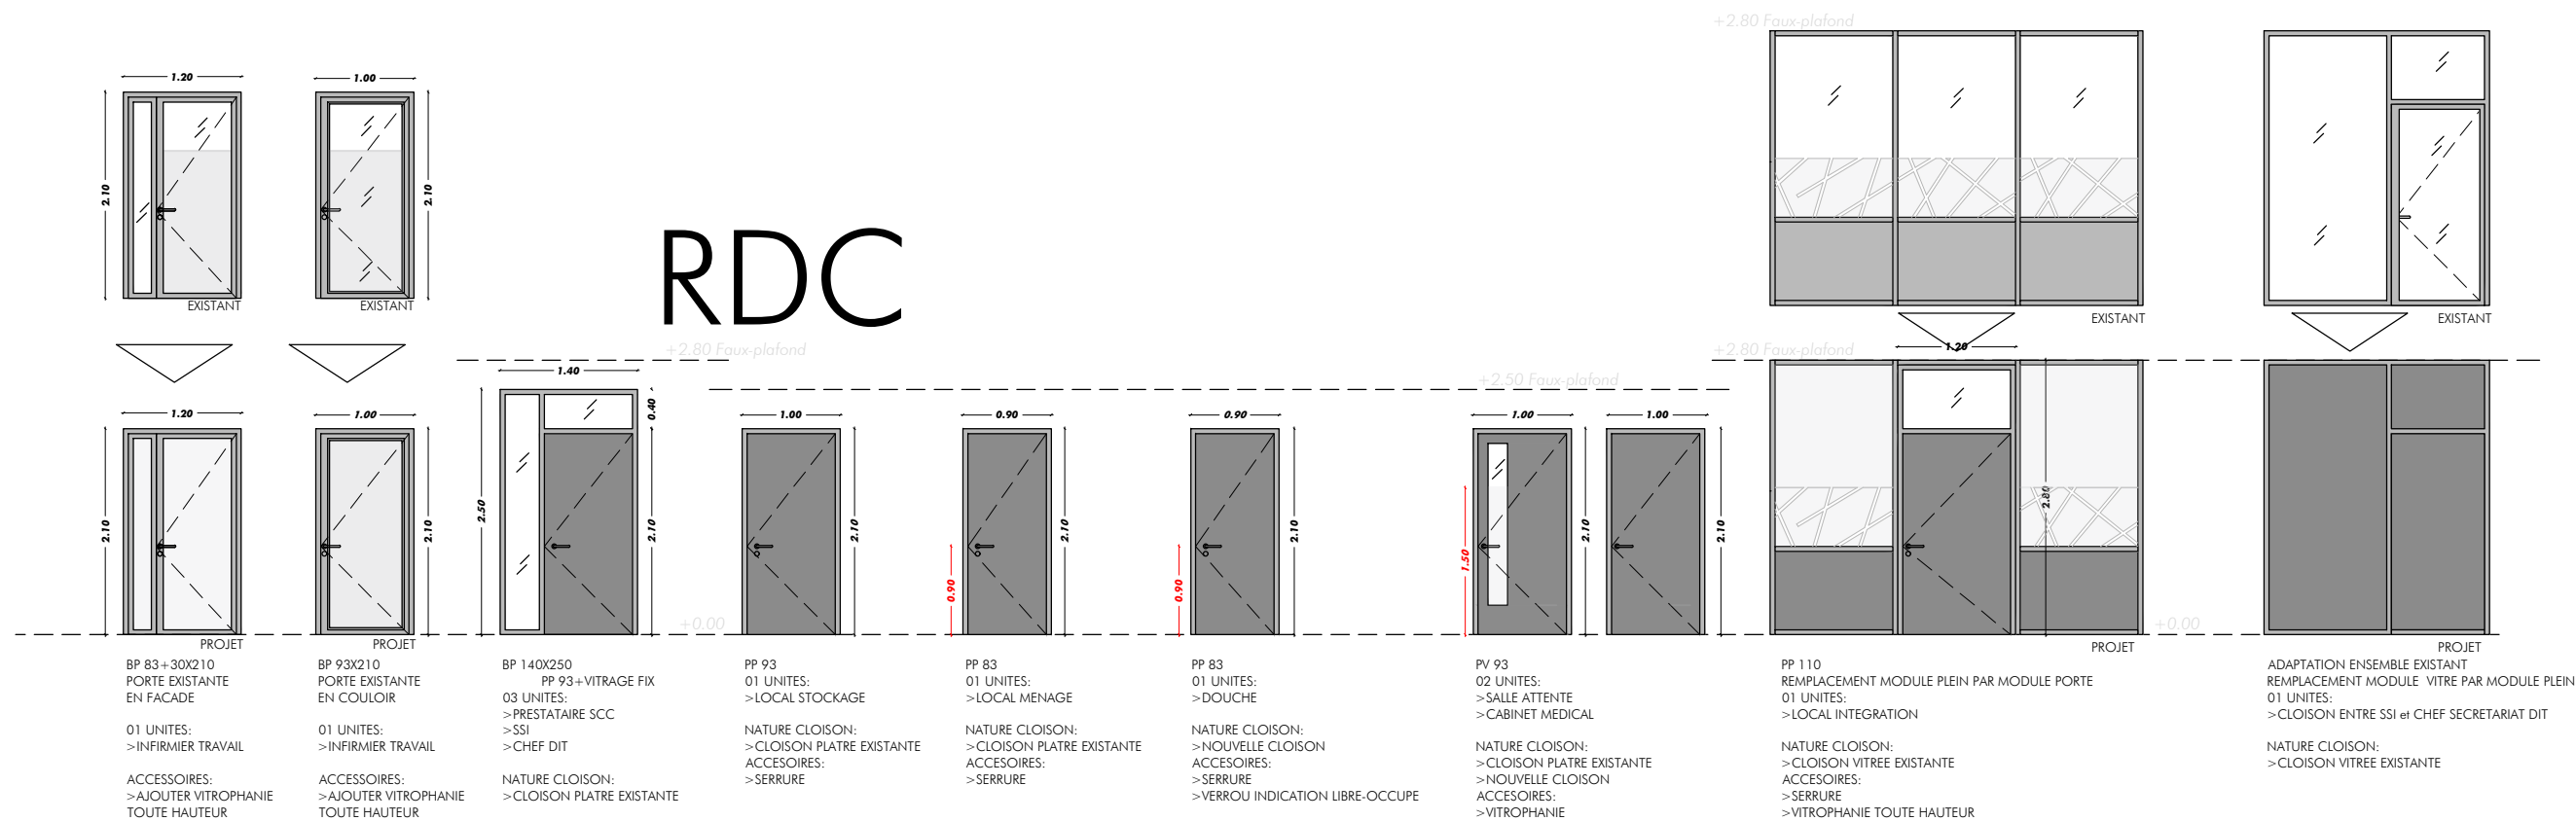 +2.80 Faux-plafond
1.20
1.00
2.10
2.10
EXISTANT
EXISTANT
EXISTANT
EXISTANT
RDC
+2.80 Faux-plafond
+2.80 Faux-plafond
1.20
1.40
+2.50 Faux-plafond
1.20
1.00
0.40
1.00
0.90
0.90
1.00
1.00
2.10
2.10
2.50
2.10
2.10
0.90
2.10
0.90
2.10
1.50
2.10
2.10
2.80
+0.00
+0.00
PROJET
PROJET
PROJET
PROJET
BP 83+30X210
PORTE EXISTANTE
EN FACADE
01 UNITES:
>INFIRMIER TRAVAIL
ACCESSOIRES:
>AJOUTER VITROPHANIE
TOUTE HAUTEUR
BP 93X210
PORTE EXISTANTE
EN COULOIR
01 UNITES:
>INFIRMIER TRAVAIL
ACCESSOIRES:
>AJOUTER VITROPHANIE
TOUTE HAUTEUR
BP 140X250
PP 93+VITRAGE FIX
03 UNITES:
>PRESTATAIRE SCC
>SSI
>CHEF DIT
NATURE CLOISON:
>CLOISON PLATRE EXISTANTE
PP 93
01 UNITES:
>LOCAL STOCKAGE
NATURE CLOISON:
>CLOISON PLATRE EXISTANTE
ACCESOIRES:
>SERRURE
PP 83
01 UNITES:
>LOCAL MENAGE
NATURE CLOISON:
>CLOISON PLATRE EXISTANTE
ACCESOIRES:
>SERRURE
PP 83
01 UNITES:
>DOUCHE
NATURE CLOISON:
>NOUVELLE CLOISON
ACCESOIRES:
>SERRURE
>VERROU INDICATION LIBRE-OCCUPE
PV 93
02 UNITES:
>SALLE ATTENTE
>CABINET MEDICAL
NATURE CLOISON:
>CLOISON PLATRE EXISTANTE
>NOUVELLE CLOISON
ACCESOIRES:
>VITROPHANIE
PP 110
REMPLACEMENT MODULE PLEIN PAR MODULE PORTE
01 UNITES:
>LOCAL INTEGRATION
NATURE CLOISON:
>CLOISON VITREE EXISTANTE
ACCESOIRES:
>SERRURE
>VITROPHANIE TOUTE HAUTEUR
ADAPTATION ENSEMBLE EXISTANT
REMPLACEMENT MODULE VITRE PAR MODULE PLEIN
01 UNITES:
>CLOISON ENTRE SSI et CHEF SECRETARIAT DIT
NATURE CLOISON:
>CLOISON VITREE EXISTANTE